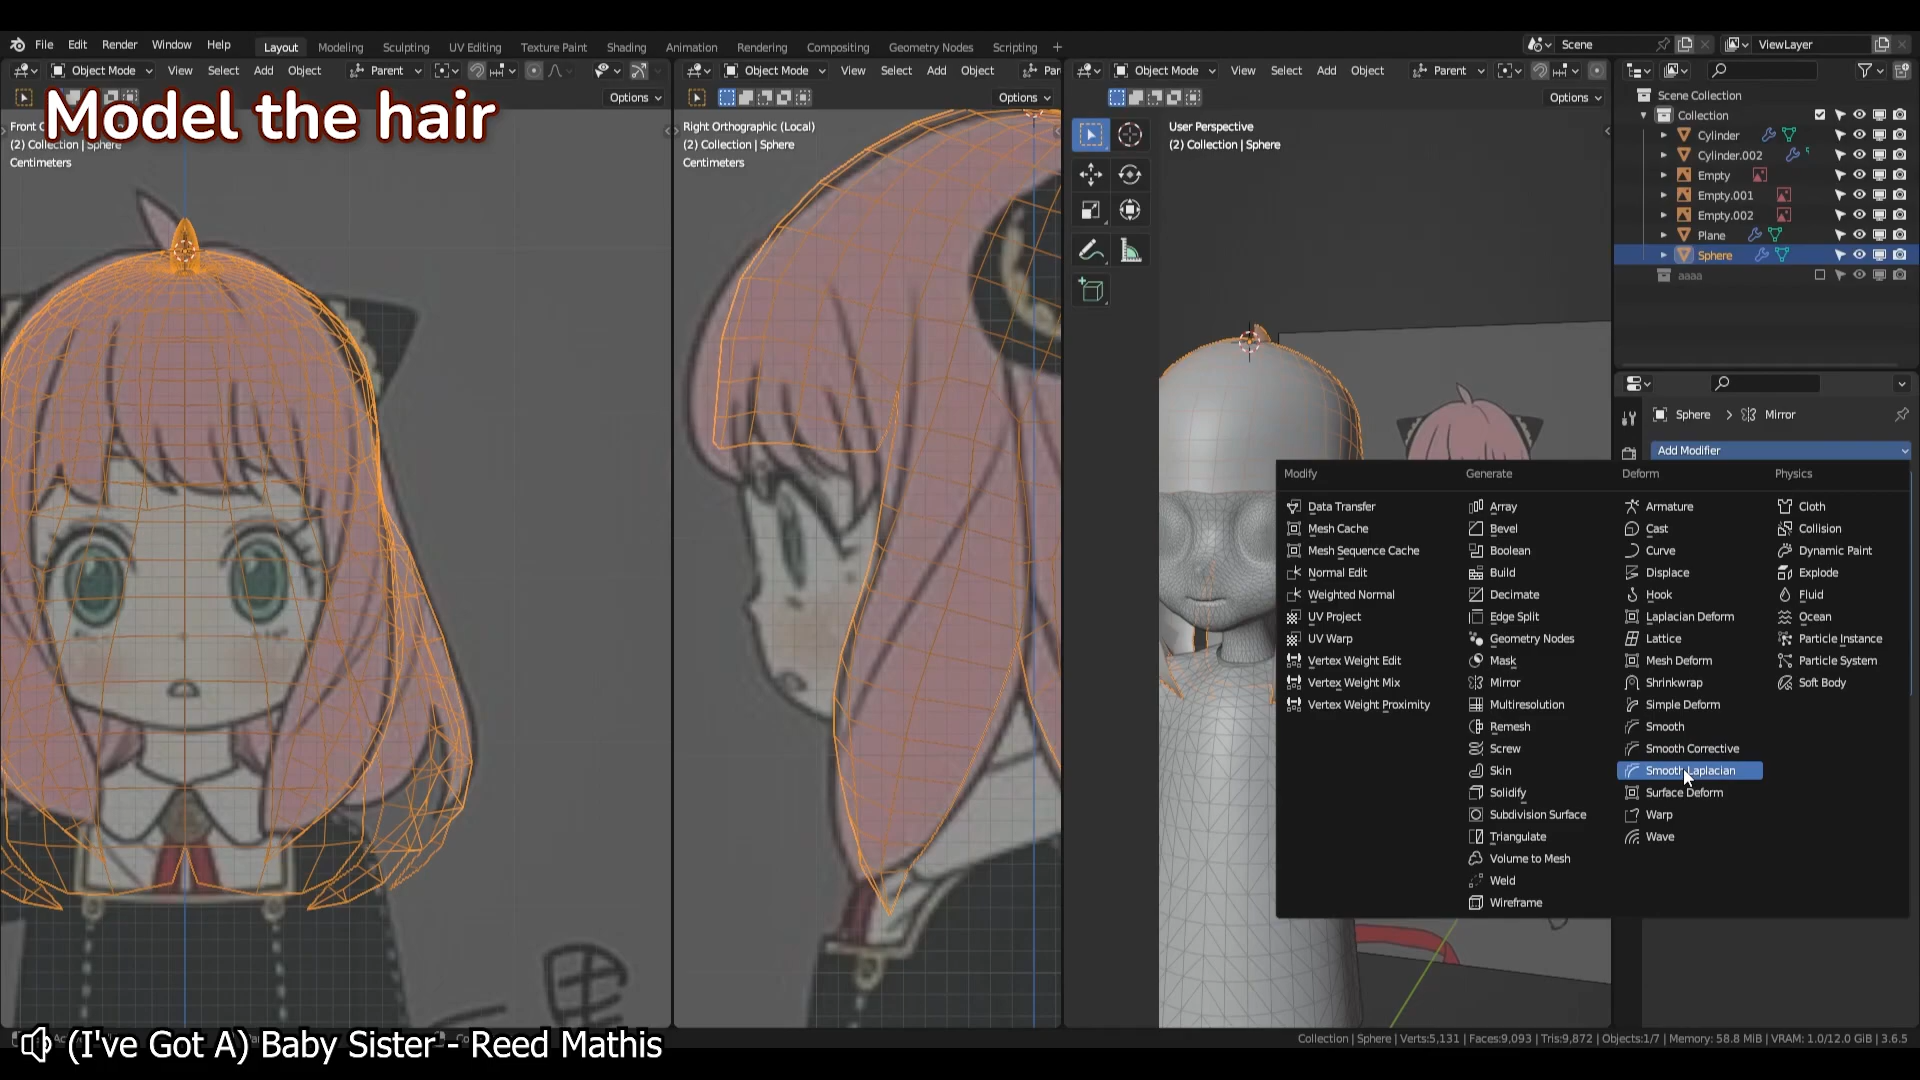 File Edit Render Window Help Layout Modeling Sculpting UV Editing Texture Paint Shading Animation Rendering Compositing Geometry Nodes Scripting + Scene ViewLayer
Object Mode View Select Add Object Parent
Object Mode View Select Add Object Par
Object Mode View Select Add Object Parent
Options
Options
Options
Model the hair
(2) Collection | Sphere
Centimeters
Right Orthographic (Local)
(2) Collection | Sphere
Centimeters
User Perspective
(2) Collection | Sphere
Scene Collection
Collection
Cylinder
Cylinder.002
Empty
Empty.001
Empty.002
Plane
Sphere
aaaa
Sphere > Mirror
Add Modifier
Modify
Data Transfer
Mesh Cache
Mesh Sequence Cache
Normal Edit
Weighted Normal
UV Project
UV Warp
Vertex Weight Edit
Vertex Weight Mix
Vertex Weight Proximity
Generate
Array
Bevel
Boolean
Build
Decimate
Edge Split
Geometry Nodes
Mask
Mirror
Multiresolution
Remesh
Screw
Skin
Solidify
Subdivision Surface
Triangulate
Volume to Mesh
Weld
Wireframe
Deform
Armature
Cast
Curve
Displace
Hook
Laplacian Deform
Lattice
Mesh Deform
Shrinkwrap
Simple Deform
Smooth
Smooth Corrective
Smooth Laplacian
Surface Deform
Warp
Wave
Physics
Cloth
Collision
Dynamic Paint
Explode
Fluid
Ocean
Particle Instance
Particle System
Soft Body
(I've Got A) Baby Sister - Reed Mathis
Collection | Sphere | Verts:5,131 | Faces:9,093 | Tris:9,872 | Objects:1/7 | Memory: 58.8 MiB | VRAM: 1.0/12.0 GiB | 3.6.5